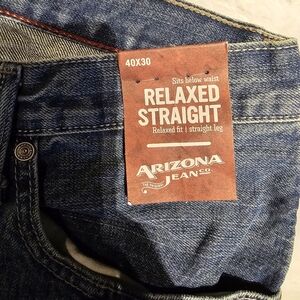 40X30
Sits below waist
RELAXED
STRAIGHT
Relaxed fit | straight leg
ARIZONA
JEAN CO.